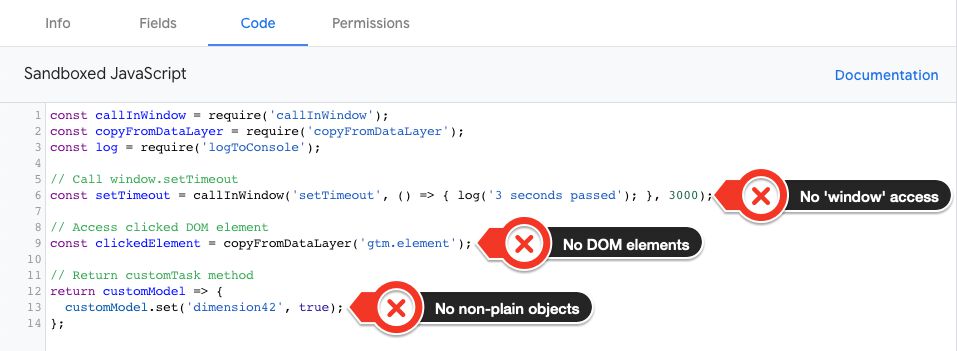 Info Fields Code Permissions
Sandboxed JavaScript Documentation
1 const callInWindow = require('callInWindow');
2 const copyFromDataLayer = require('copyFromDataLayer');
3 const log = require('logToConsole');
4
5 // Call window.setTimeout
6 const setTimeout = callInWindow('setTimeout', () => { log('3 seconds passed'); }, 3000); No 'window' access
7
8 // Access clicked DOM element
9 const clickedElement = copyFromDataLayer('gtm.element'); No DOM elements
10
11 // Return customTask method
12 return customModel => {
13   customModel.set('dimension42', true); No non-plain objects
14 };